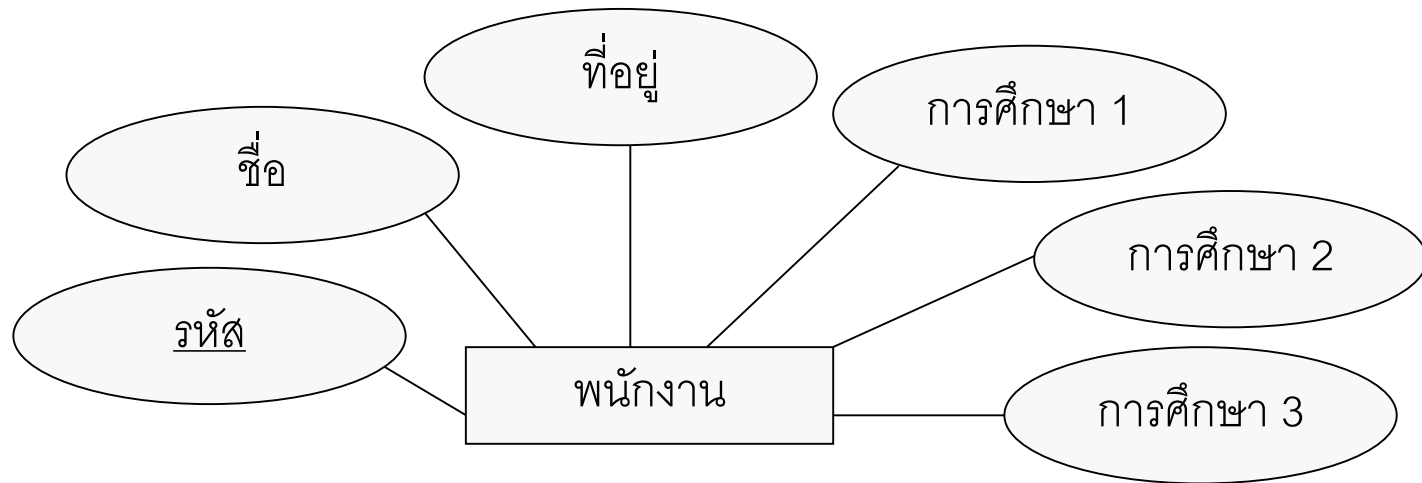 ที่อยู่
การศึกษา 1
ชื่อ
การศึกษา 2
รหัส
พนักงาน
การศึกษา 3